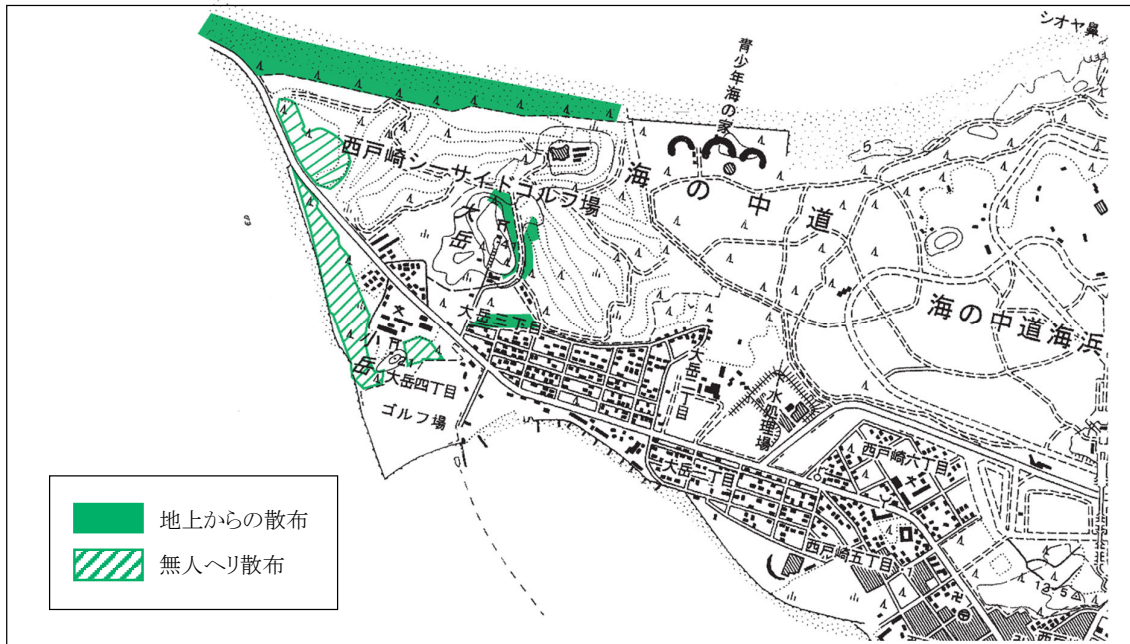 シオヤ鼻
青少年海の家
5
西戸崎シーサイドゴルフ場
海の中道
大岳
海の中道海浜
大岳三丁目
大岳二丁目
小岳
21
大岳四丁目
ゴルフ場
下水処理場
西戸崎六丁目
大岳一丁目
西戸崎五丁目
12.5
地上からの散布
無人ヘリ散布